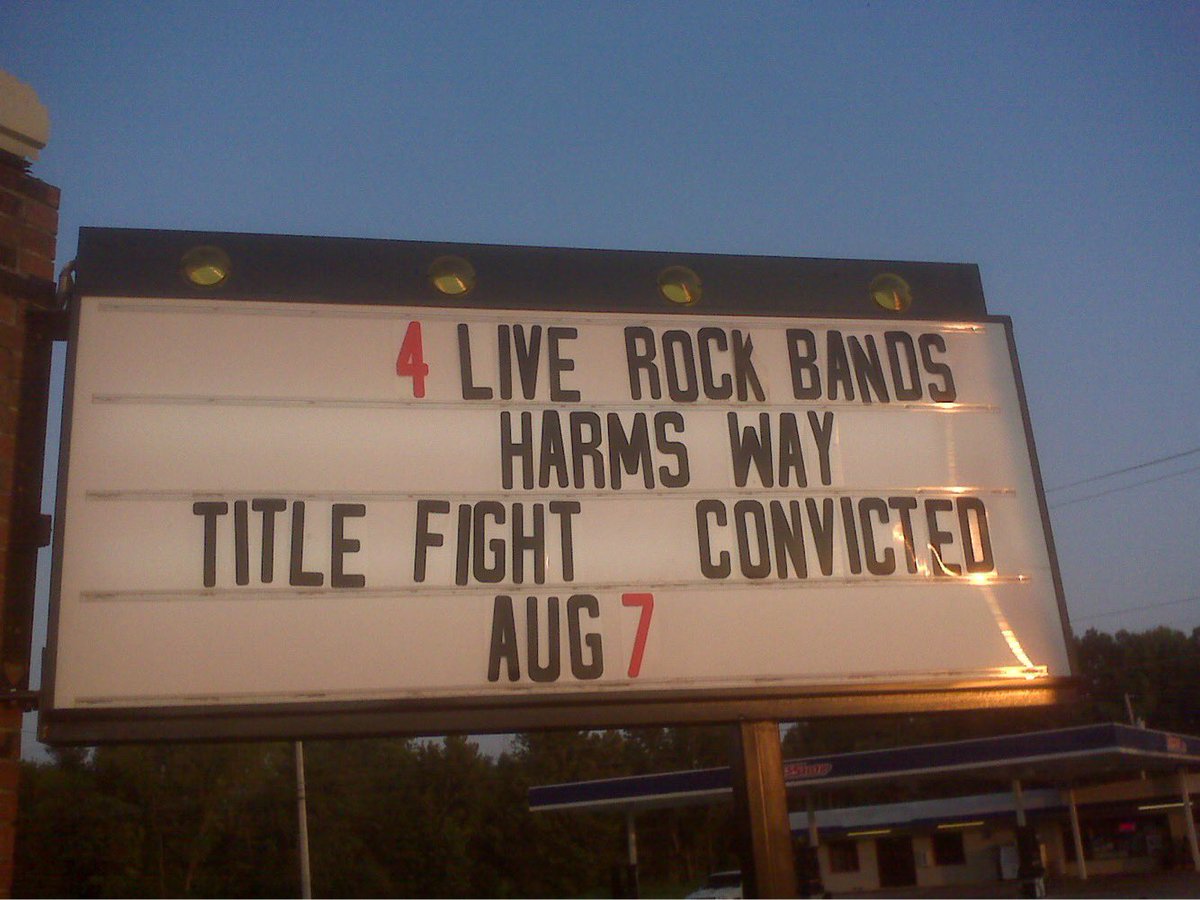 4 LIVE ROCK BANDS
HARMS WAY
TITLE FIGHT CONVICTED
AUG 7